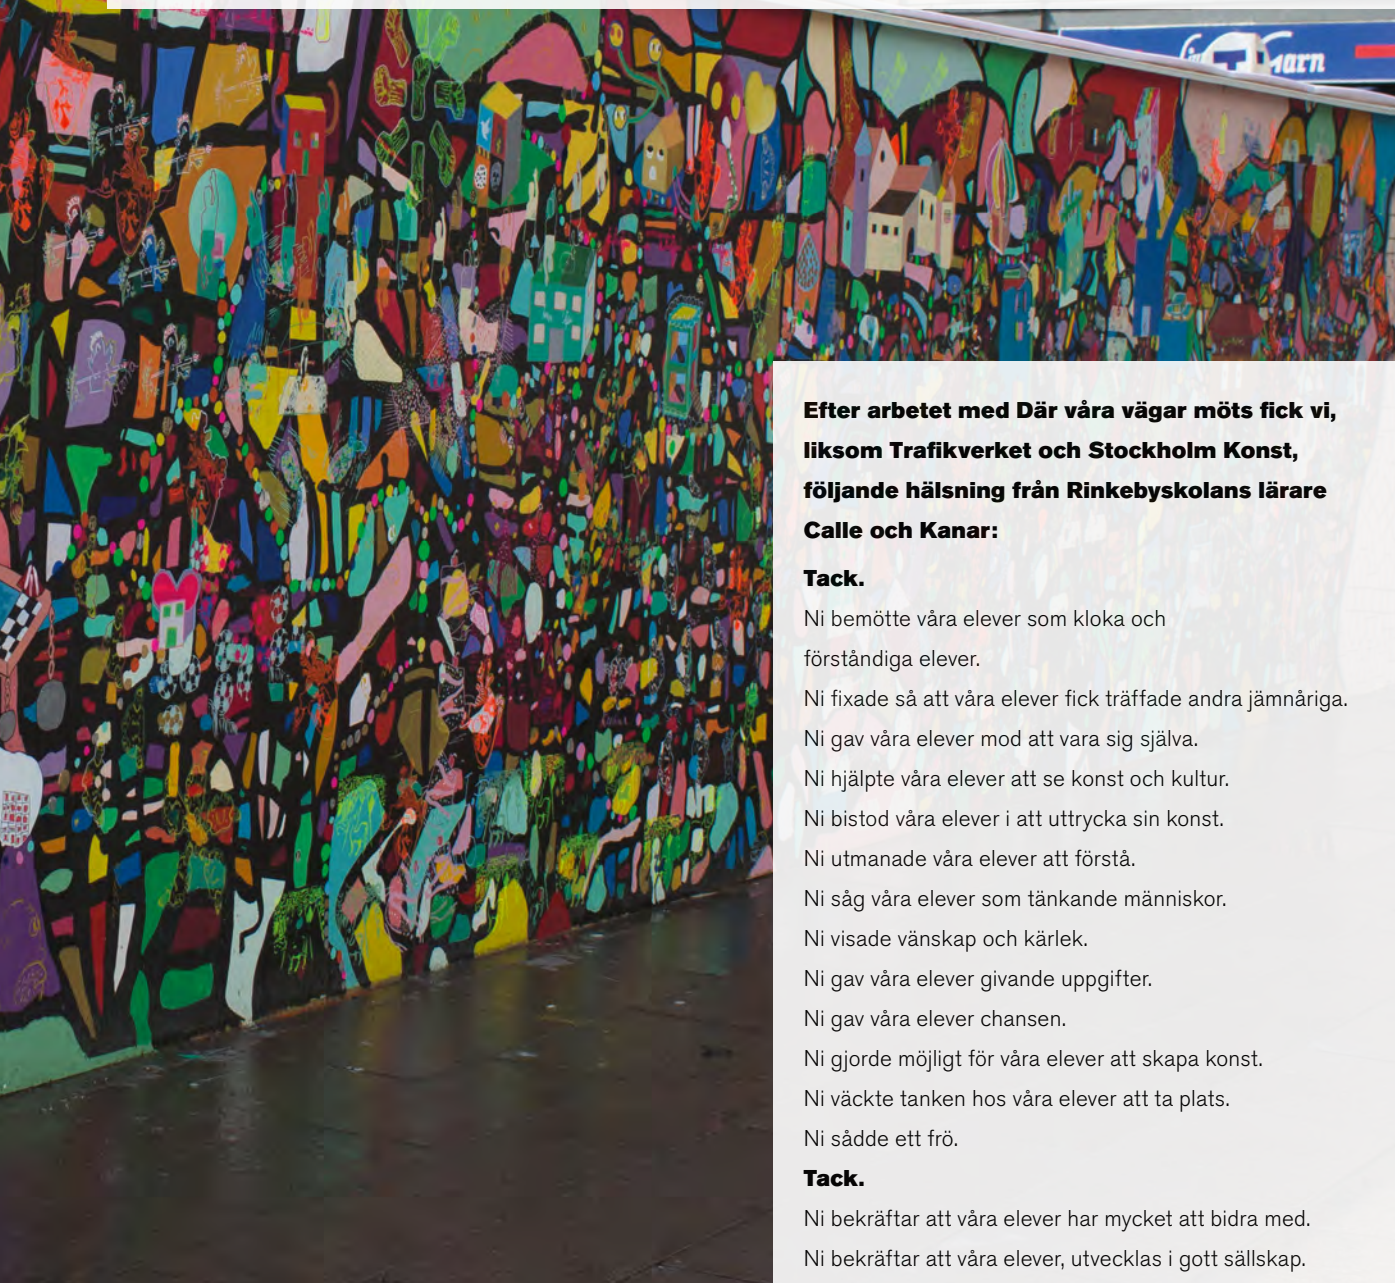 Garn
Efter arbetet med Där våra vägar möts fick vi,
liksom Trafikverket och Stockholm Konst,
följande hälsning från Rinkebyskolans lärare
Calle och Kanar:
Tack.
Ni bemötte våra elever som kloka och
förståndiga elever.
Ni fixade så att våra elever fick träffade andra jämnåriga.
Ni gav våra elever mod att vara sig själva.
Ni hjälpte våra elever att se konst och kultur.
Ni bistod våra elever i att uttrycka sin konst.
Ni utmanade våra elever att förstå.
Ni såg våra elever som tänkande människor.
Ni visade vänskap och kärlek.
Ni gav våra elever givande uppgifter.
Ni gav våra elever chansen.
Ni gjorde möjligt för våra elever att skapa konst.
Ni väckte tanken hos våra elever att ta plats.
Ni sådde ett frö.
Tack.
Ni bekräftar att våra elever har mycket att bidra med.
Ni bekräftar att våra elever, utvecklas i gott sällskap.